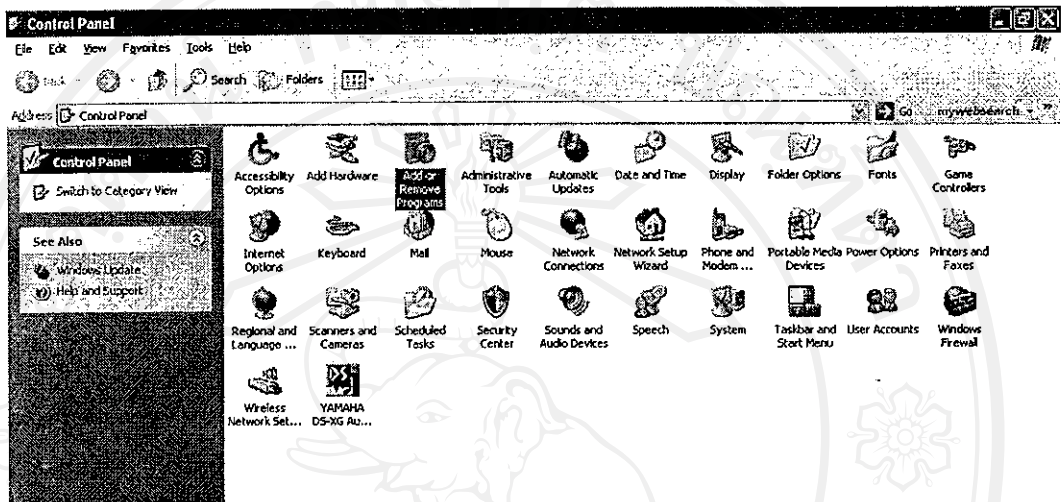 Control Panel
File Edit View Favorites Tools Help
Back Search Folders
Address Control Panel Go mywebsearch
Control Panel
Switch to Category View
See Also
Windows Update
Help and Support
Accessibility Options
Add Hardware
Add or Remove Programs
Administrative Tools
Automatic Updates
Date and Time
Display
Folder Options
Fonts
Game Controllers
Internet Options
Keyboard
Mail
Mouse
Network Connections
Network Setup Wizard
Phone and Modem ...
Portable Media Devices
Power Options
Printers and Faxes
Regional and Language ...
Scanners and Cameras
Scheduled Tasks
Security Center
Sounds and Audio Devices
Speech
System
Taskbar and Start Menu
User Accounts
Windows Firewall
Wireless Network Set...
YAMAHA DS-XG Au...